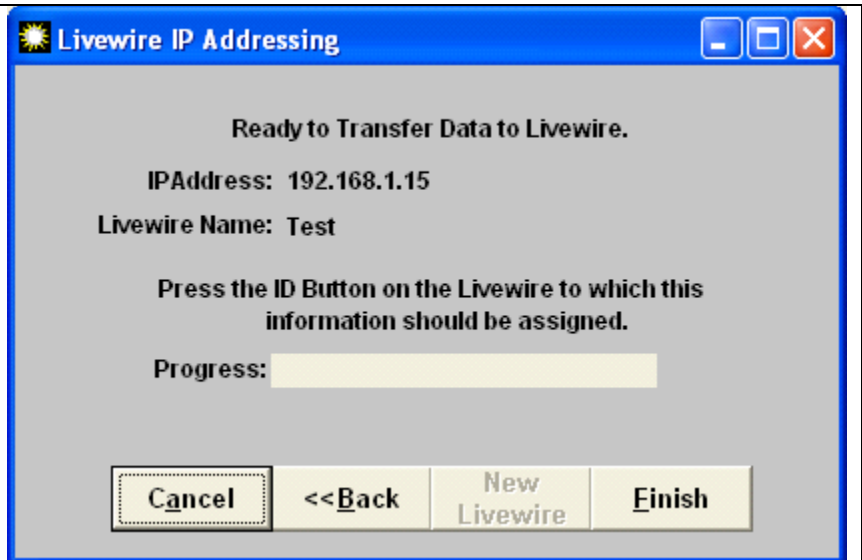 Livewire IP Addressing
Ready to Transfer Data to Livewire.
IPAddress: 192.168.1.15
Livewire Name: Test
Press the ID Button on the Livewire to which this
information should be assigned.
Progress:
Cancel <<Back New Livewire Finish